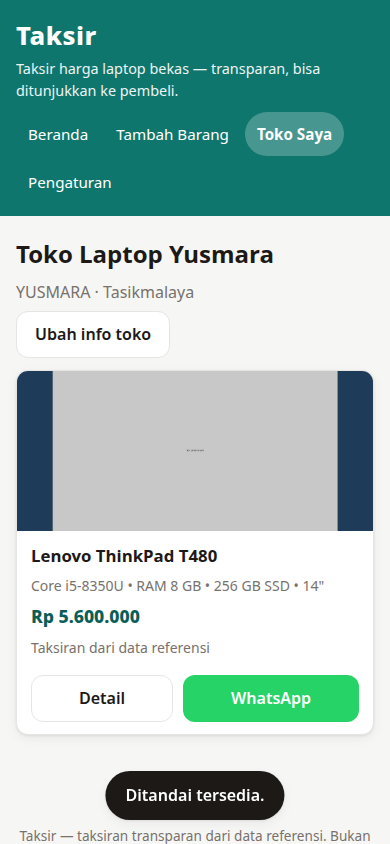 Taksir
Taksir harga laptop bekas — transparan, bisa
ditunjukkan ke pembeli.
Beranda
Tambah Barang
Toko Saya
Pengaturan
Toko Laptop Yusmara
YUSMARA · Tasikmalaya
Ubah info toko
Lenovo ThinkPad T480
Core i5-8350U • RAM 8 GB • 256 GB SSD • 14"
Rp 5.600.000
Taksiran dari data referensi
Detail
WhatsApp
Ditandai tersedia.
Taksir — taksiran transparan dari data referensi. Bukan